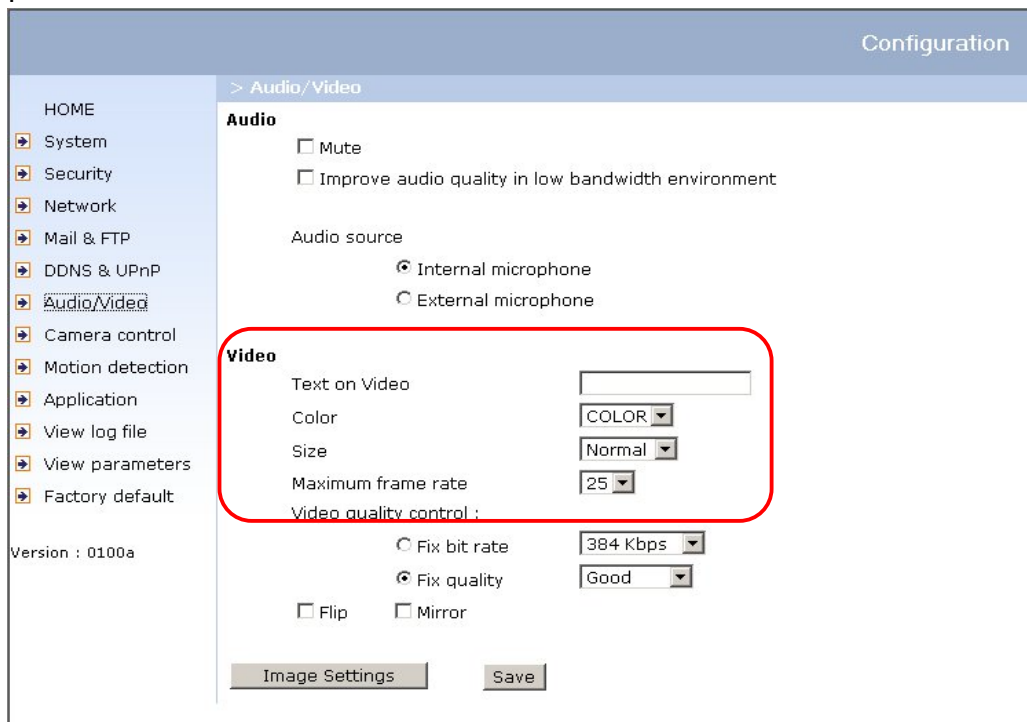 Configuration
> Audio/Video
HOME
System
Security
Network
Mail & FTP
DDNS & UPnP
Audio/Video
Camera control
Motion detection
Application
View log file
View parameters
Factory default
Version : 0100a
Audio
Mute
Improve audio quality in low bandwidth environment
Audio source
Internal microphone
External microphone
Video
Text on Video
Color COLOR
Size Normal
Maximum frame rate 25
Video quality control :
Fix bit rate 384 Kbps
Fix quality Good
Flip Mirror
Image Settings Save